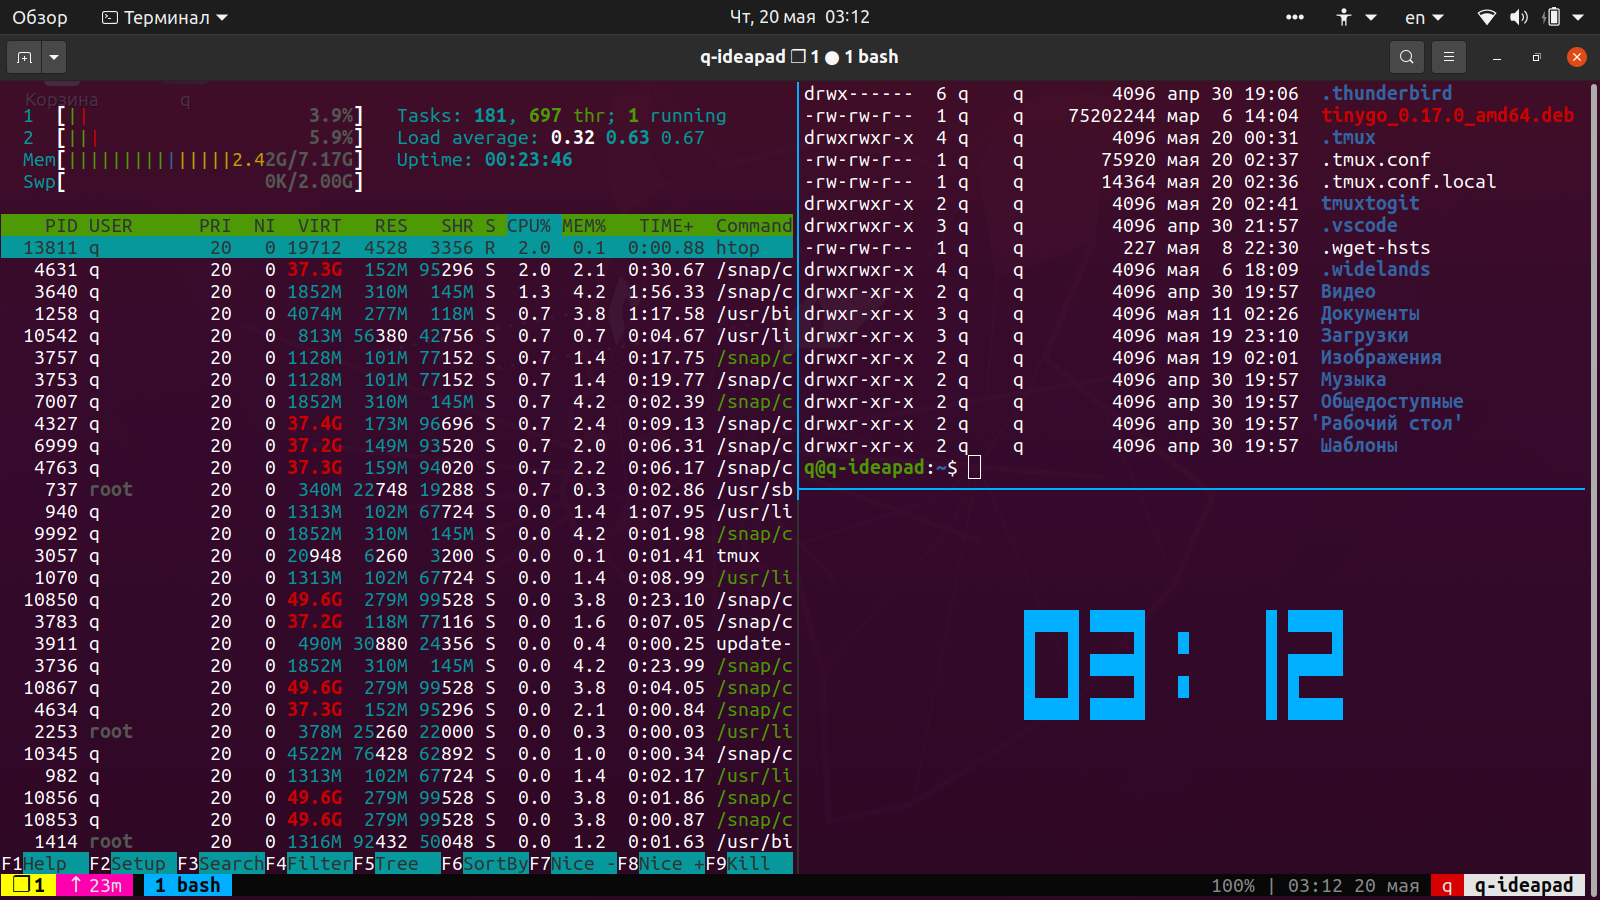 Обзор Терминал Чт, 20 мая 03:12 en
q-ideapad ❐ 1 ● 1 bash
Корзина q
1 [|| 3.9%] Tasks: 181, 697 thr; 1 running
2 [||| 5.9%] Load average: 0.32 0.63 0.67
Mem[|||||||||||||||2.42G/7.17G] Uptime: 00:23:46
Swp[ 0K/2.00G]
PID USER PRI NI VIRT RES SHR S CPU% MEM% TIME+ Command
13811 q 20 0 19712 4528 3356 R 2.0 0.1 0:00.88 htop
4631 q 20 0 37.3G 152M 95296 S 2.0 2.1 0:30.67 /snap/c
3640 q 20 0 1852M 310M 145M S 1.3 4.2 1:56.33 /snap/c
1258 q 20 0 4074M 277M 118M S 0.7 3.8 1:17.58 /usr/bi
10542 q 20 0 813M 56380 42756 S 0.7 0.7 0:04.67 /usr/li
3757 q 20 0 1128M 101M 77152 S 0.7 1.4 0:17.75 /snap/c
3753 q 20 0 1128M 101M 77152 S 0.7 1.4 0:19.77 /snap/c
7007 q 20 0 1852M 310M 145M S 0.7 4.2 0:02.39 /snap/c
4327 q 20 0 37.4G 173M 96696 S 0.7 2.4 0:09.13 /snap/c
6999 q 20 0 37.2G 149M 93520 S 0.7 2.0 0:06.31 /snap/c
4763 q 20 0 37.3G 159M 94020 S 0.7 2.2 0:06.17 /snap/c
737 root 20 0 340M 22748 19288 S 0.7 0.3 0:02.86 /usr/sb
940 q 20 0 1313M 102M 67724 S 0.0 1.4 1:07.95 /usr/li
9992 q 20 0 1852M 310M 145M S 0.0 4.2 0:01.98 /snap/c
3057 q 20 0 20948 6260 3200 S 0.0 0.1 0:01.41 tmux
1070 q 20 0 1313M 102M 67724 S 0.0 1.4 0:08.99 /usr/li
10850 q 20 0 49.6G 279M 99528 S 0.0 3.8 0:23.10 /snap/c
3783 q 20 0 37.2G 118M 77116 S 0.0 1.6 0:07.05 /snap/c
3911 q 20 0 490M 30880 24356 S 0.0 0.4 0:00.25 update-
3736 q 20 0 1852M 310M 145M S 0.0 4.2 0:23.99 /snap/c
10867 q 20 0 49.6G 279M 99528 S 0.0 3.8 0:04.05 /snap/c
4634 q 20 0 37.3G 152M 95296 S 0.0 2.1 0:00.84 /snap/c
2253 root 20 0 378M 25260 22000 S 0.0 0.3 0:00.03 /usr/li
10345 q 20 0 4522M 76428 62892 S 0.0 1.0 0:00.34 /snap/c
982 q 20 0 1313M 102M 67724 S 0.0 1.4 0:02.17 /usr/li
10856 q 20 0 49.6G 279M 99528 S 0.0 3.8 0:01.86 /snap/c
10853 q 20 0 49.6G 279M 99528 S 0.0 3.8 0:00.87 /snap/c
1414 root 20 0 1316M 92432 50048 S 0.0 1.2 0:01.63 /usr/bi
F1Help F2Setup F3SearchF4FilterF5Tree F6SortByF7Nice -F8Nice +F9Kill
drwx------ 6 q q 4096 апр 30 19:06 .thunderbird
-rw-rw-r-- 1 q q 75202244 мар 6 14:04 tinygo_0.17.0_amd64.deb
drwxrwxr-x 4 q q 4096 мая 20 00:31 .tmux
-rw-rw-r-- 1 q q 75920 мая 20 02:37 .tmux.conf
-rw-rw-r-- 1 q q 14364 мая 20 02:36 .tmux.conf.local
drwxrwxr-x 2 q q 4096 мая 20 02:41 tmuxtogit
drwxrwxr-x 3 q q 4096 апр 30 21:57 .vscode
-rw-rw-r-- 1 q q 227 мая 8 22:30 .wget-hsts
drwxrwxr-x 4 q q 4096 мая 6 18:09 .widelands
drwxr-xr-x 2 q q 4096 апр 30 19:57 Видео
drwxr-xr-x 3 q q 4096 мая 11 02:26 Документы
drwxr-xr-x 3 q q 4096 мая 19 23:10 Загрузки
drwxr-xr-x 2 q q 4096 мая 19 02:01 Изображения
drwxr-xr-x 2 q q 4096 апр 30 19:57 Музыка
drwxr-xr-x 2 q q 4096 апр 30 19:57 Общедоступные
drwxr-xr-x 2 q q 4096 апр 30 19:57 'Рабочий стол'
drwxr-xr-x 2 q q 4096 апр 30 19:57 Шаблоны
q@q-ideapad:~$
03:12
❐ 1 ↑ 23m 1 bash 100% | 03:12 20 мая q q-ideapad